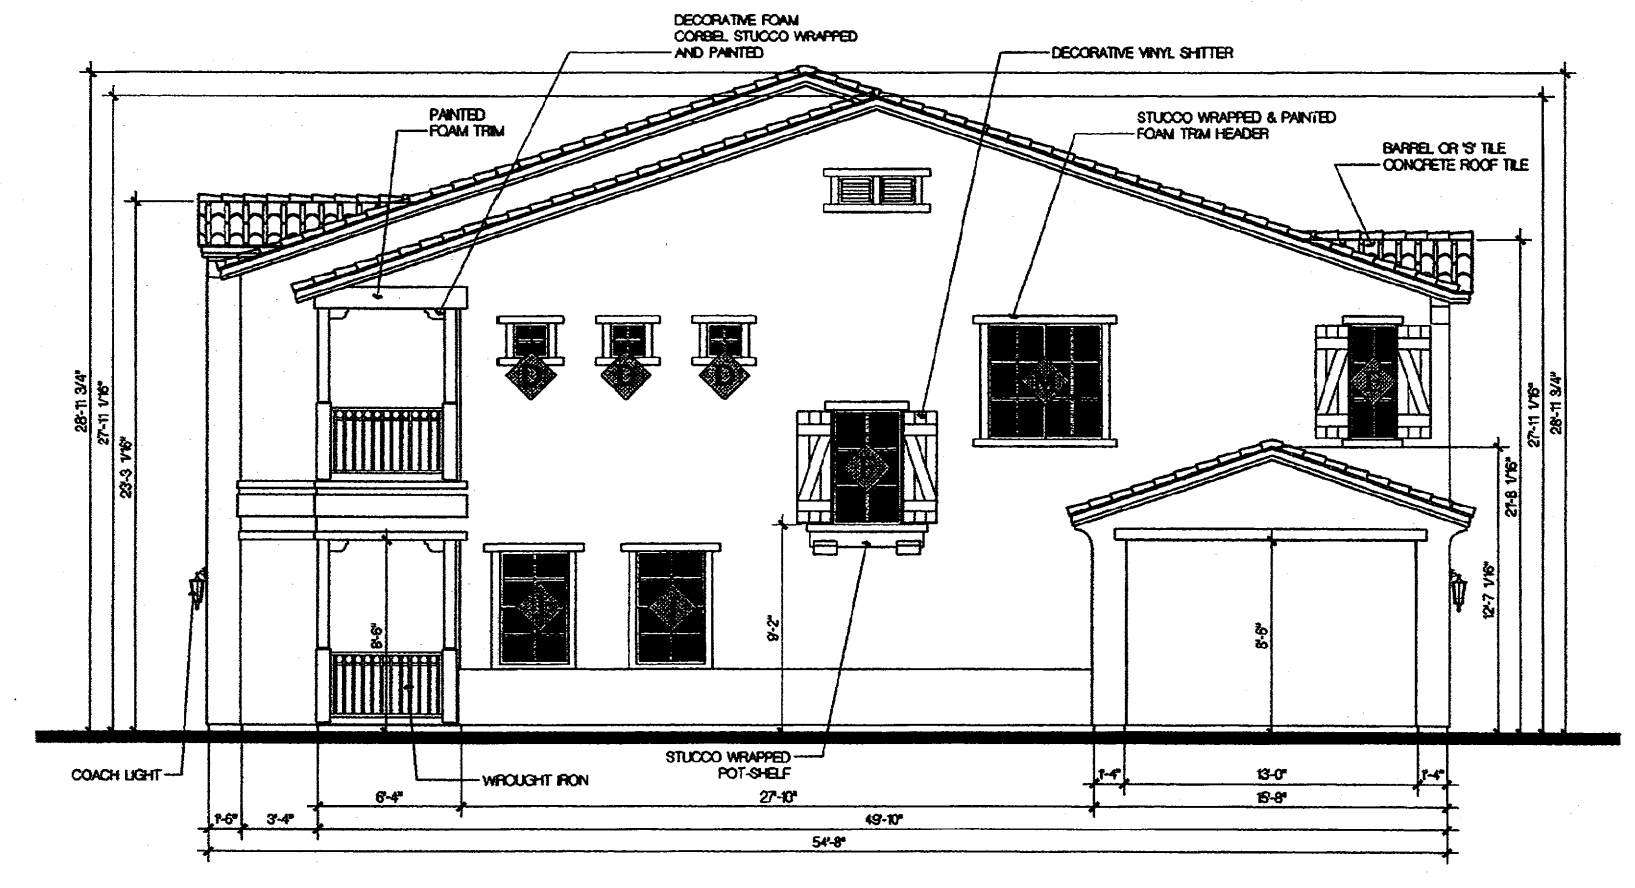 DECORATIVE FOAM
CORBEL STUCCO WRAPPED
AND PAINTED
DECORATIVE VINYL SHITTER
PAINTED
FOAM TRIM
STUCCO WRAPPED & PAINTED
FOAM TRIM HEADER
BARREL OR 'S' TILE
CONCRETE ROOF TILE
28'-11 3/4"
27'-11 1/16"
23'-3 1/16"
D
D
D
8'-6"
9'-2"
8'-6"
12'-7 1/16"
21'-8 1/16"
27'-11 1/16"
28'-11 3/4"
COACH LIGHT
WROUGHT IRON
STUCCO WRAPPED
POT-SHELF
1'-4"
13'-0"
1'-4"
6'-4"
27'-10"
15'-8"
1'-6"
3'-4"
49'-10"
54'-8"